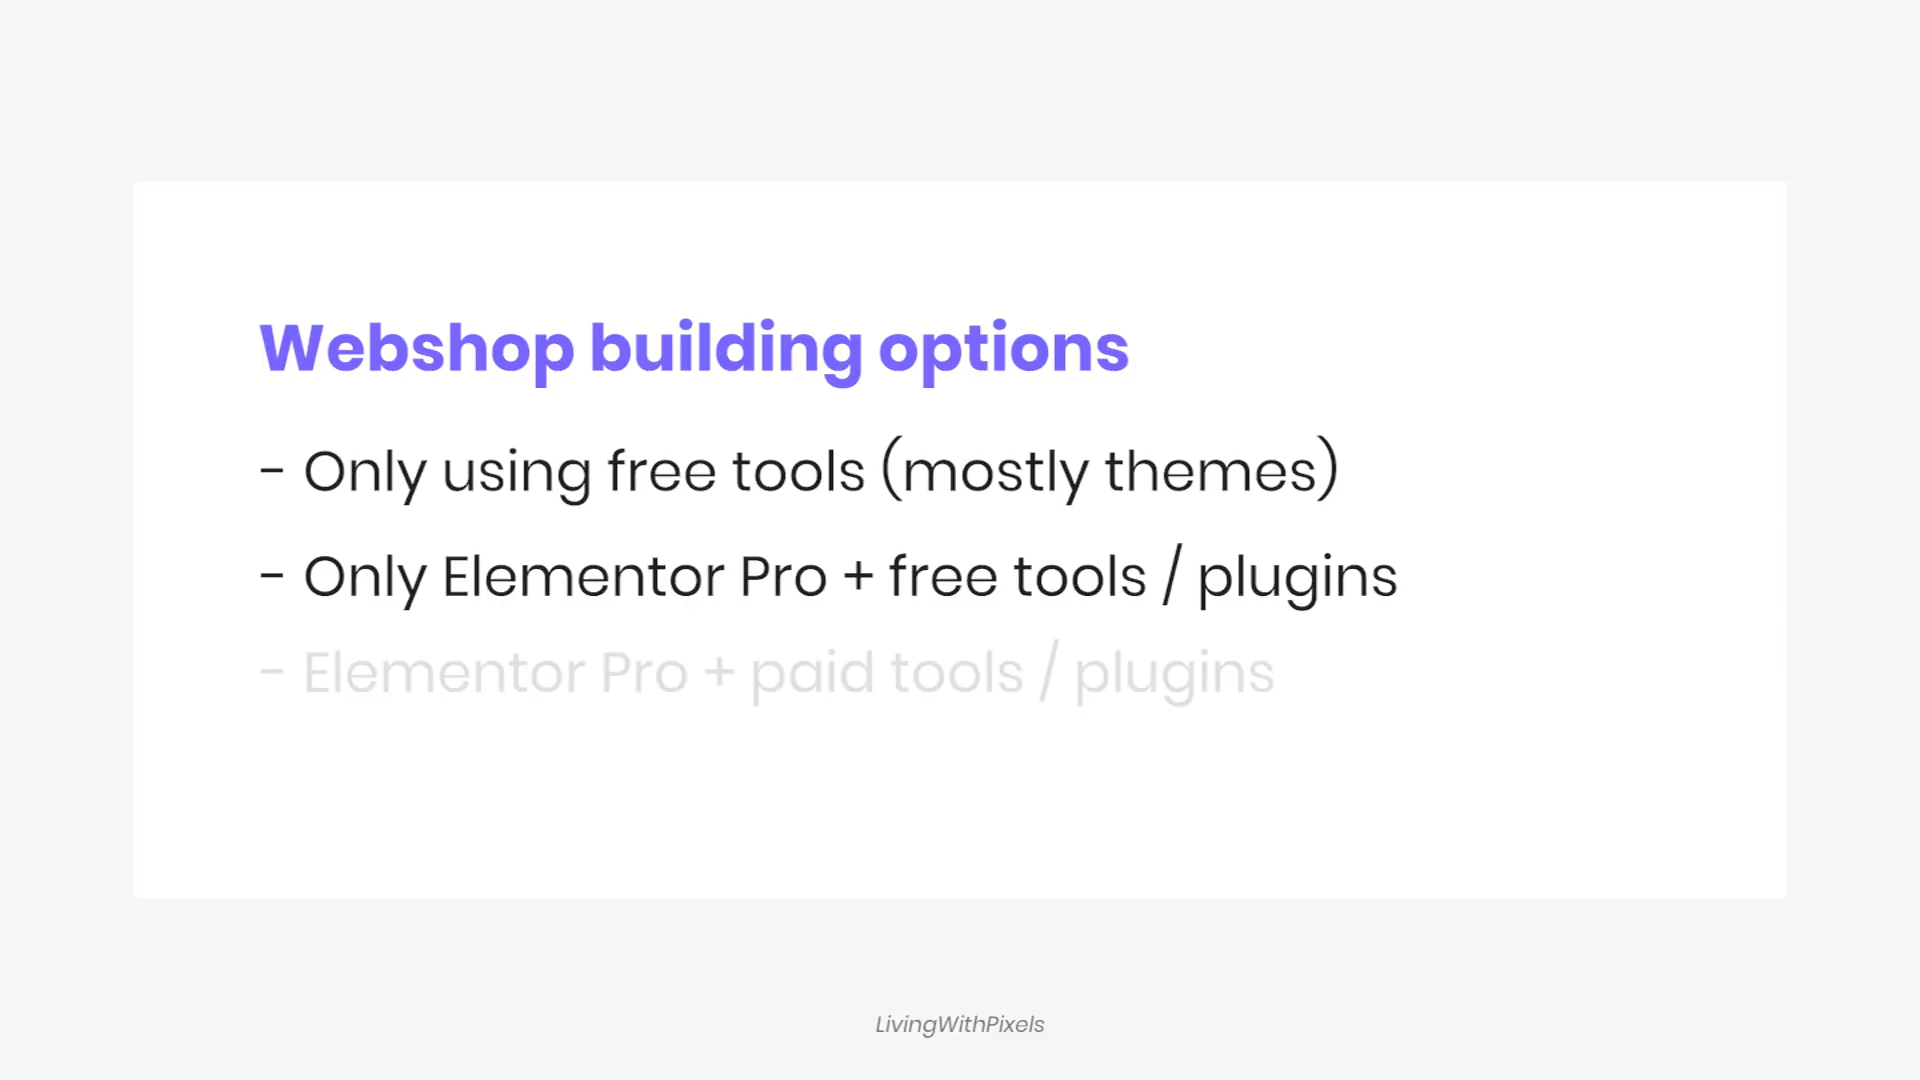 Webshop building options
- Only using free tools (mostly themes)
- Only Elementor Pro + free tools / plugins
- Elementor Pro + paid tools / plugins
LivingWithPixels